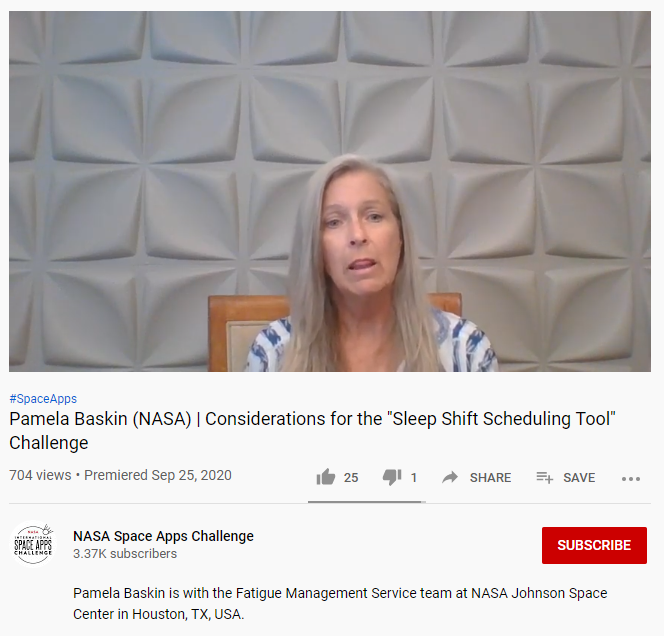 #SpaceApps
Pamela Baskin (NASA) | Considerations for the "Sleep Shift Scheduling Tool"
Challenge
704 views • Premiered Sep 25, 2020
25
1
SHARE
SAVE
NASA
INTERNATIONAL
SPACE APPS
CHALLENGE
NASA Space Apps Challenge
3.37K subscribers
SUBSCRIBE
Pamela Baskin is with the Fatigue Management Service team at NASA Johnson Space
Center in Houston, TX, USA.